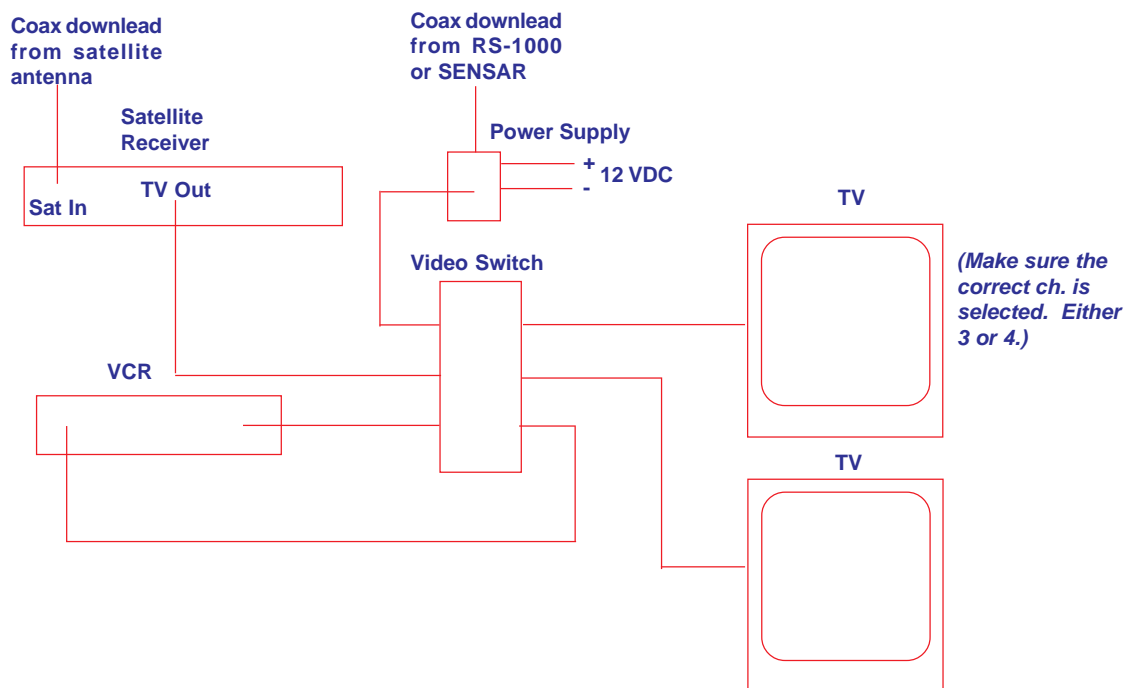 Coax downlead
from satellite
antenna
Coax downlead
from RS-1000
or SENSAR
Satellite
Receiver
Power Supply
+
12 VDC
-
TV Out
Sat In
TV
Video Switch
(Make sure the
correct ch. is
selected. Either
3 or 4.)
VCR
TV